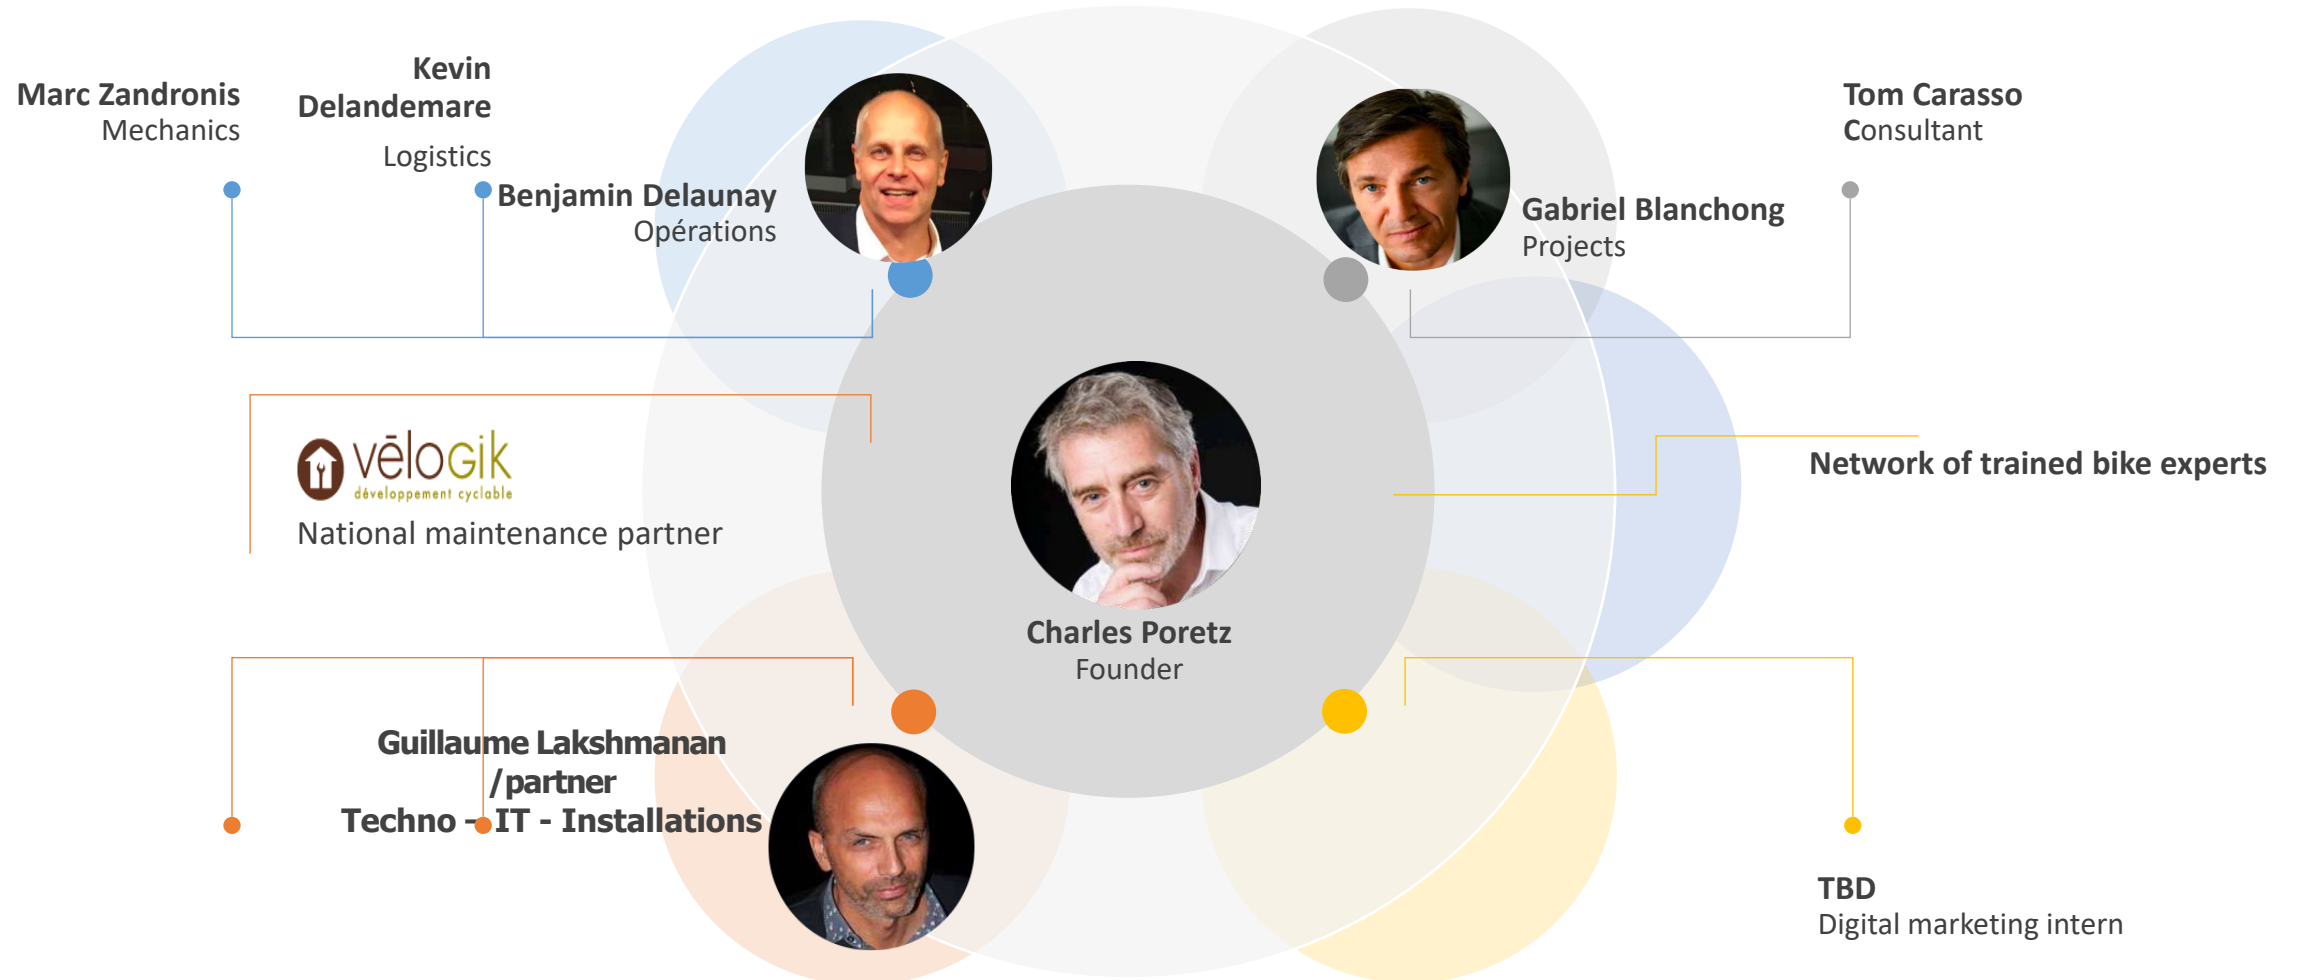 Marc Zandronis
Mechanics
Kevin
Delandemare
Logistics
Benjamin Delaunay
Opérations
Gabriel Blanchong
Projects
Tom Carasso
Consultant
vēlogik
développement cyclable
National maintenance partner
Network of trained bike experts
Charles Poretz
Founder
Guillaume Lakshmanan
/partner
Techno - IT - Installations
TBD
Digital marketing intern